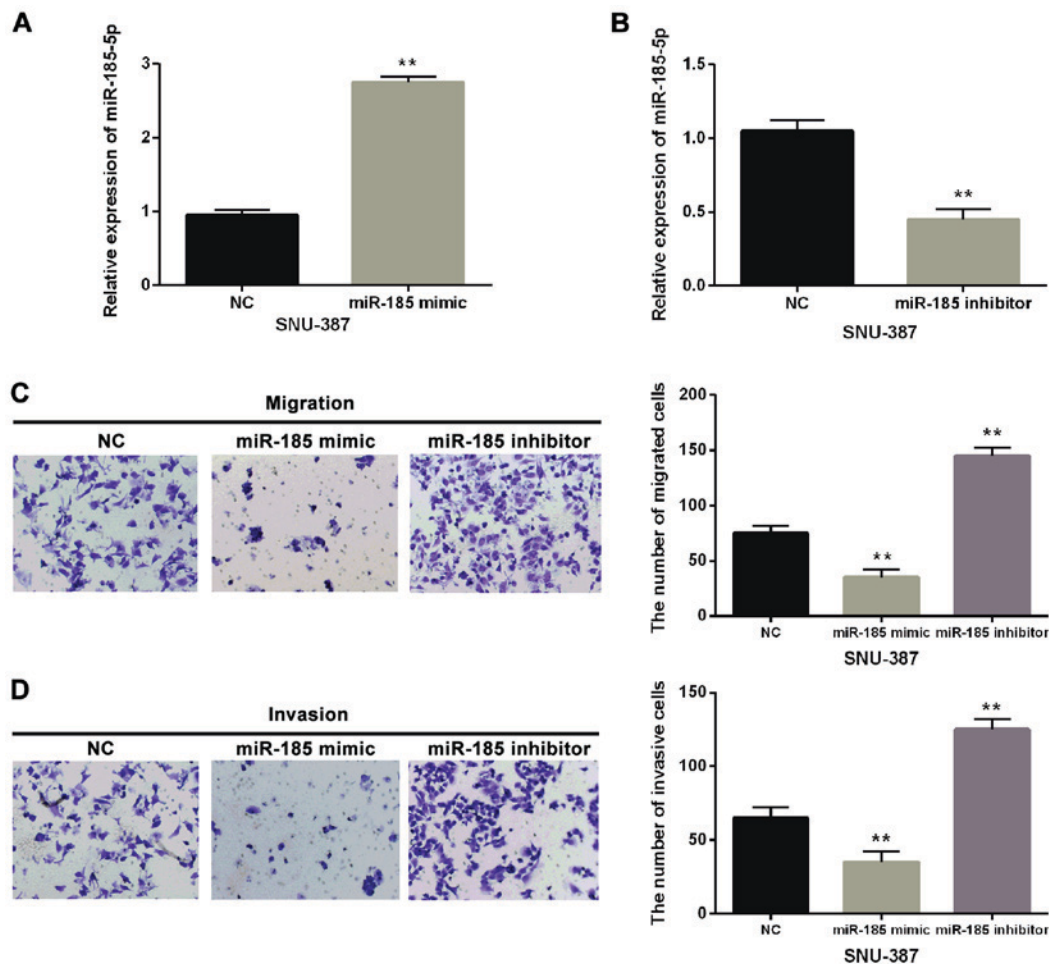 A
Relative expression of miR-185-5p
3
2
1
0
**
NC
miR-185 mimic
SNU-387
B
Relative expression of miR-185-5p
1.5
1.0
0.5
0.0
**
NC
miR-185 inhibitor
SNU-387
C
Migration
NC
miR-185 mimic
miR-185 inhibitor
The number of migrated cells
200
150
100
50
0
**
**
NC
miR-185 mimic
miR-185 inhibitor
SNU-387
D
Invasion
NC
miR-185 mimic
miR-185 inhibitor
The number of invasive cells
150
100
50
0
**
**
NC
miR-185 mimic
miR-185 inhibitor
SNU-387